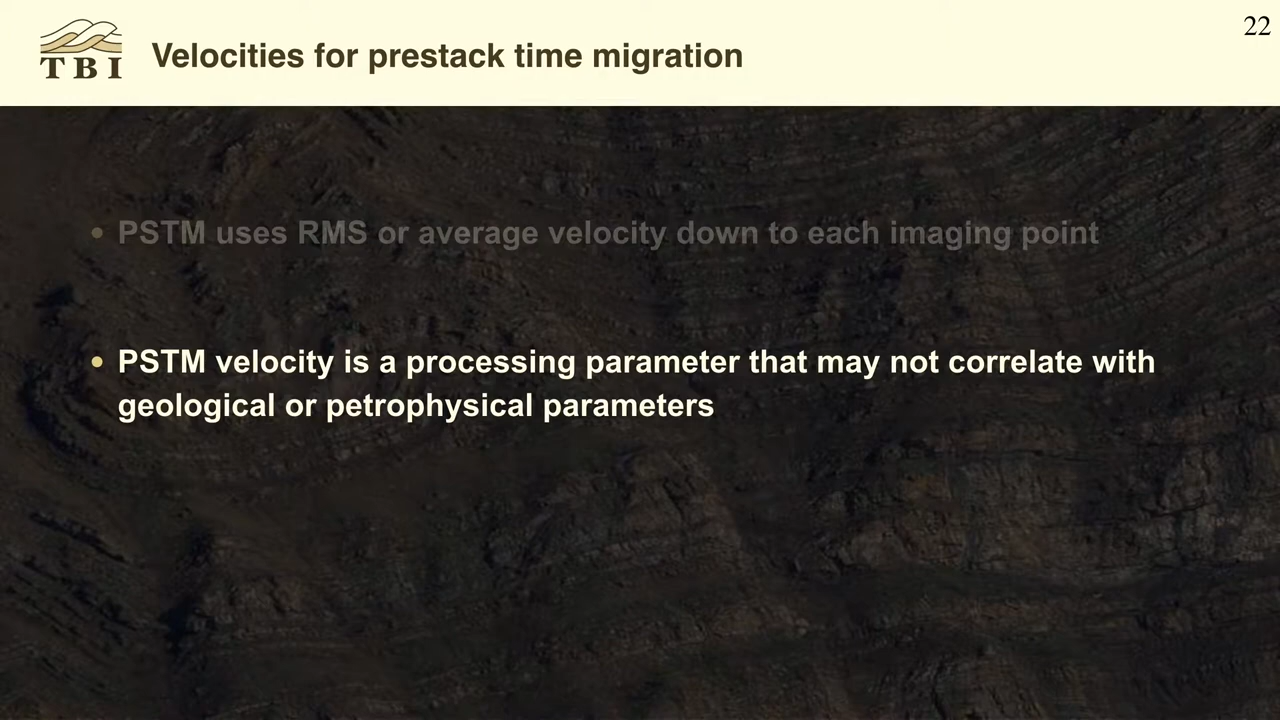 22
TBI
Velocities for prestack time migration
• PSTM uses RMS or average velocity down to each imaging point
• PSTM velocity is a processing parameter that may not correlate with
geological or petrophysical parameters